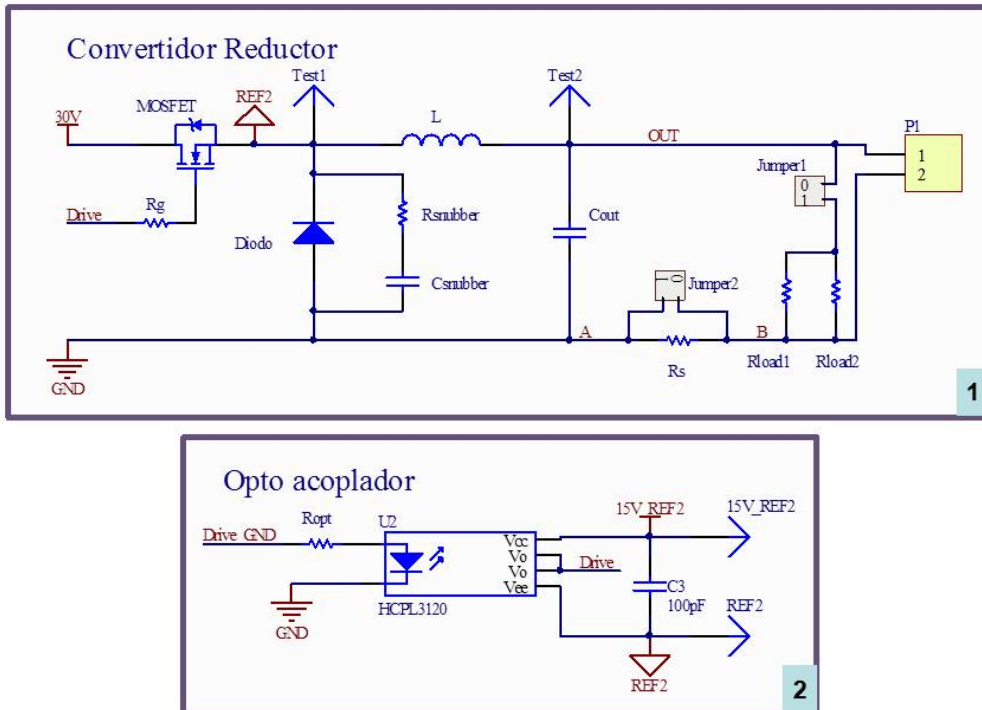 Convertidor Reductor
Test1
Test2
REF2
MOSFET
30V
L
OUT
P1
1
2
Jumper1
0
1
Drive
Rg
Rsnubber
Diodo
Cout
Csnubber
0
1
Jumper2
A
B
Rs
Rload1
Rload2
GND
1
Opto acoplador
Drive GND
Ropt
U2
15V_REF2
15V_REF2
Vcc
Vo
Vo
Vee
Drive
C3
100pF
REF2
HCPL3120
GND
REF2
2